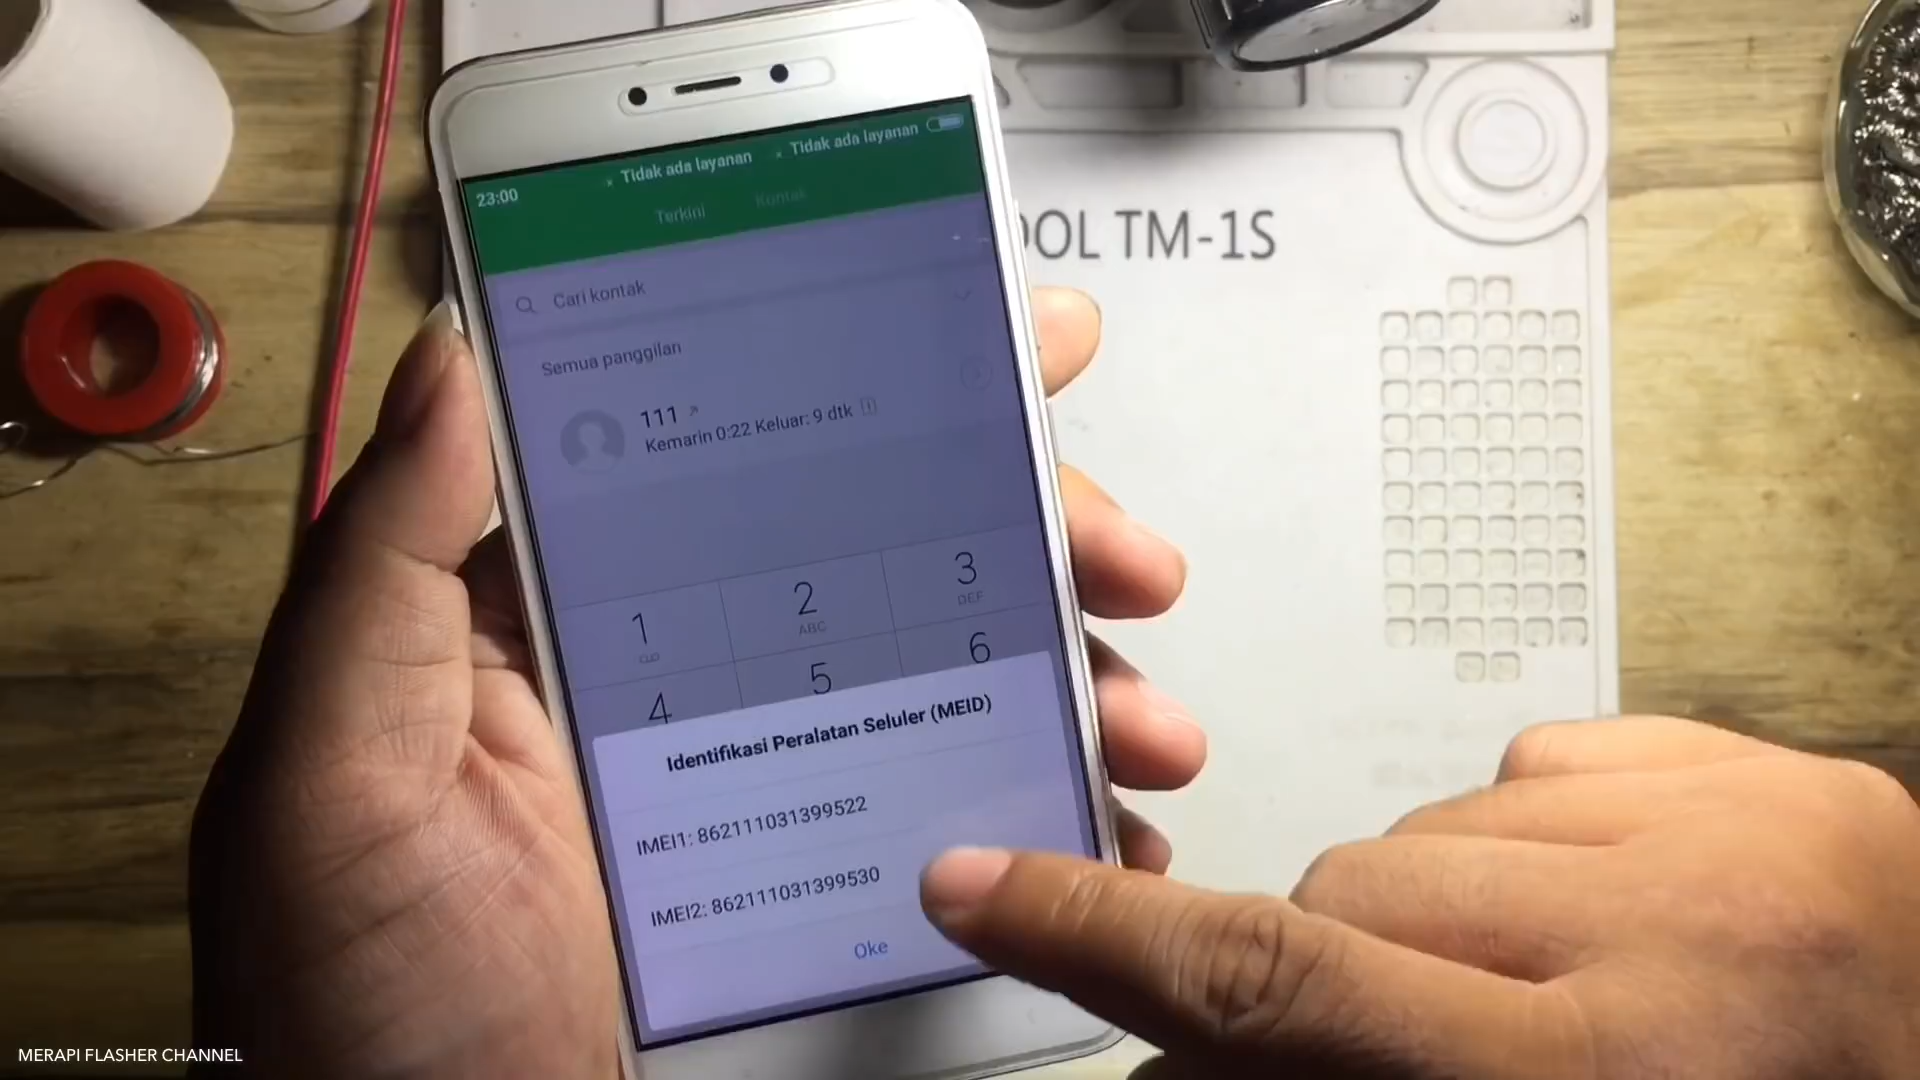 23:00
Tidak ada layanan
Tidak ada layanan
Terkini
Kontak
Cari kontak
Semua panggilan
111
Kemarin 0:22 Keluar: 9 dtk
1
2
ABC
3
DEF
4
5
6
Identifikasi Peralatan Seluler (MEID)
IMEI1: 862111031399522
IMEI2: 862111031399530
Oke
OOL TM-1S
MERAPI FLASHER CHANNEL